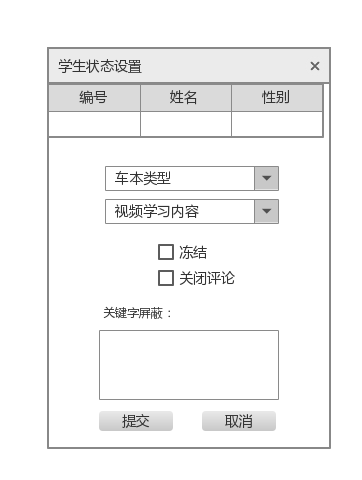 学生状态设置
编号 姓名 性别
车本类型
视频学习内容
冻结
关闭评论
关键字屏蔽：
提交 取消